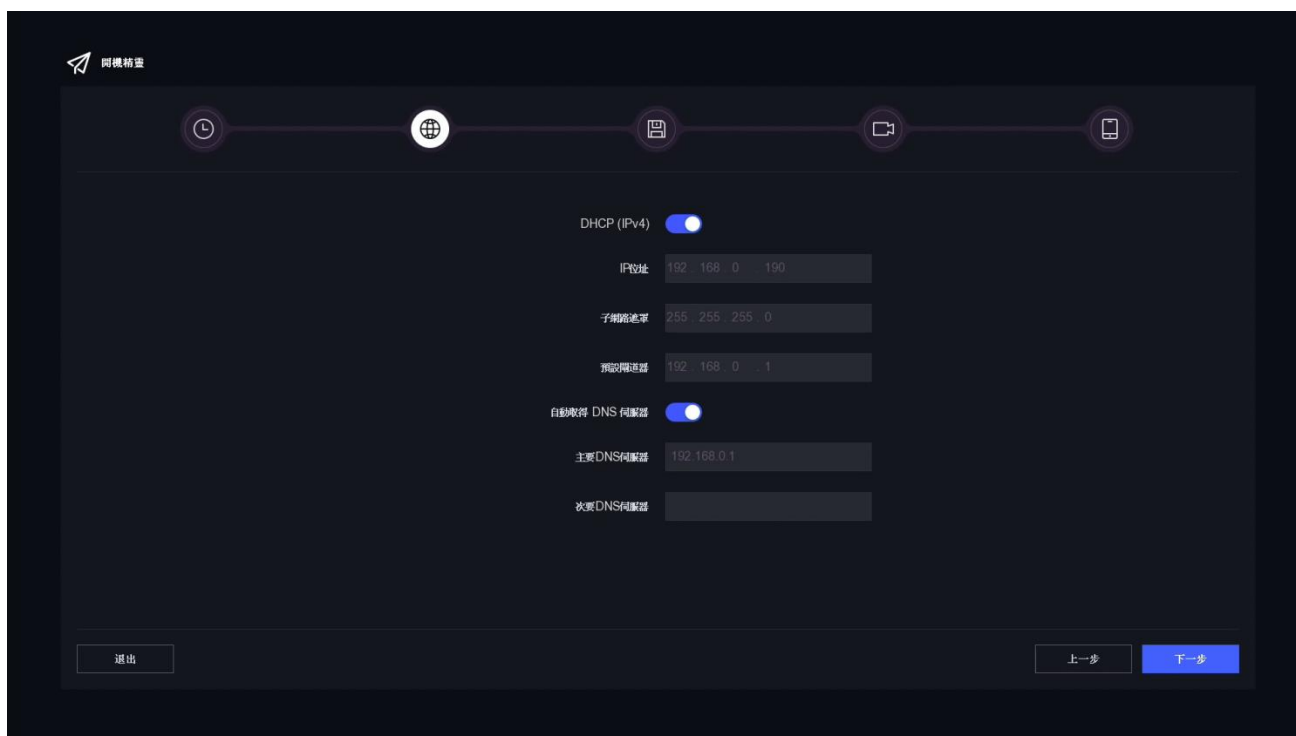 開機精靈
DHCP (IPv4)
IP位址 192 . 168 . 0 . 190
子網路遮罩 255 . 255 . 255 . 0
預設閘道器 192 . 168 . 0 . 1
自動取得 DNS 伺服器
主要DNS伺服器 192.168.0.1
次要DNS伺服器
退出 上一步 下一步